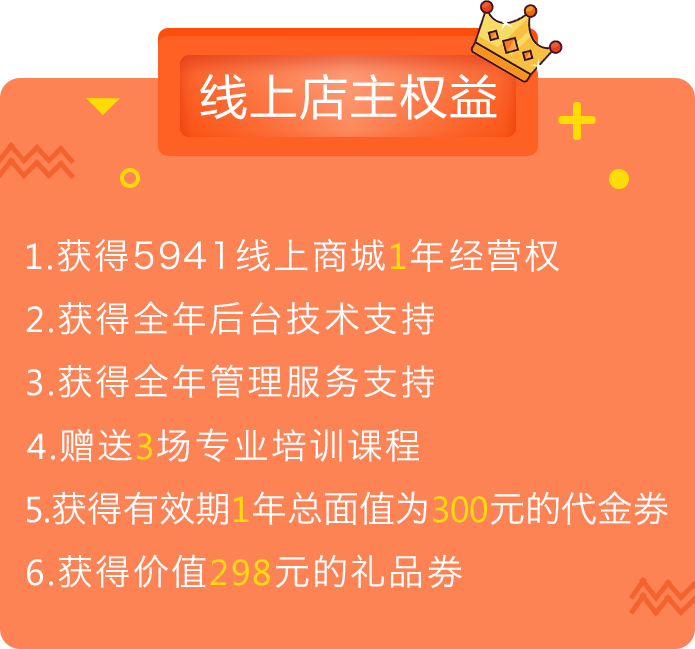 线上店主权益
1.获得5941线上商城1年经营权
2.获得全年后台技术支持
3.获得全年管理服务支持
4.赠送3场专业培训课程
5.获得有效期1年总面值为300元的代金券
6.获得价值298元的礼品券